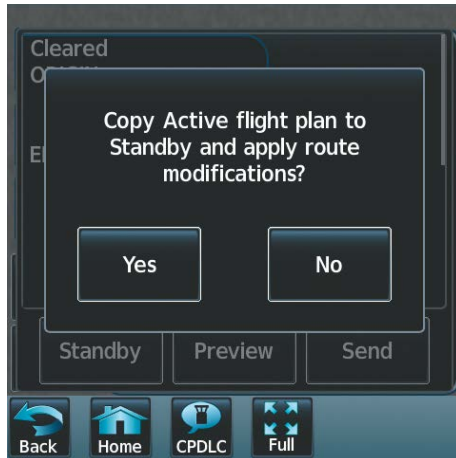 Cleared
Copy Active flight plan to
Standby and apply route
modifications?
Yes No
Standby Preview Send
Back Home CPDLC Full